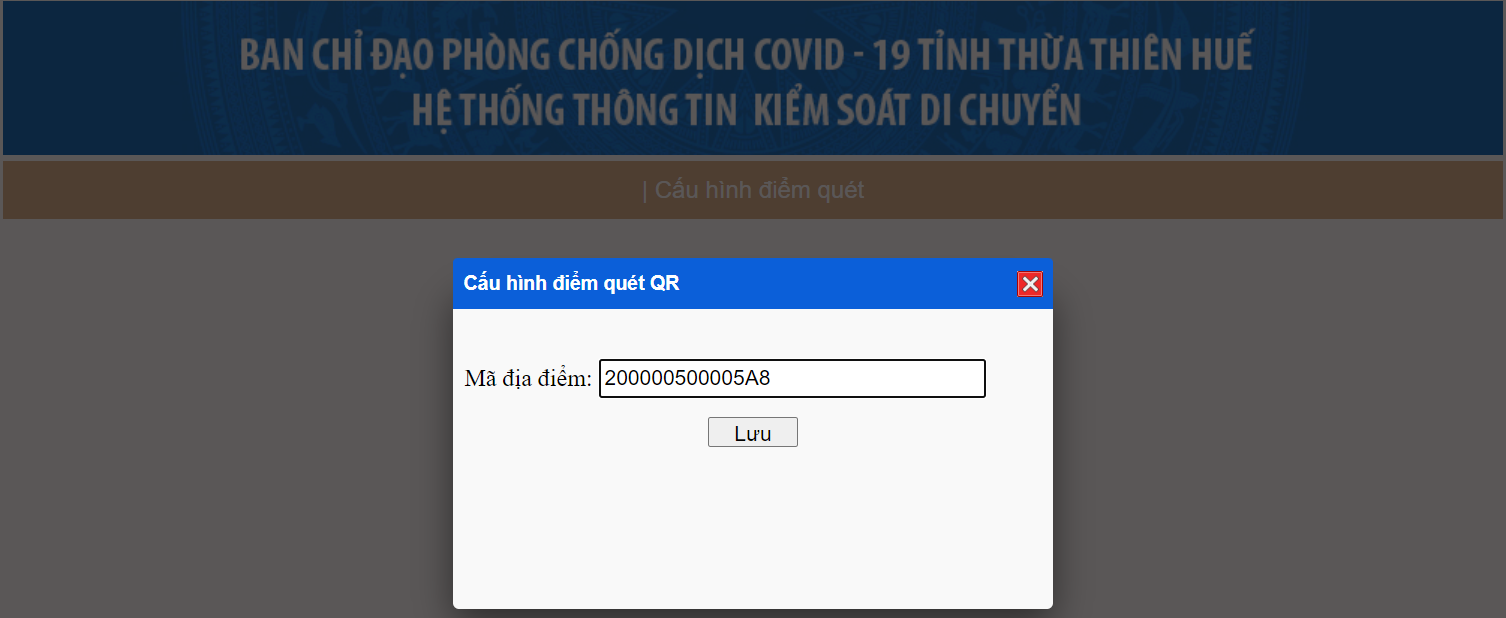 BAN CHỈ ĐẠO PHÒNG CHỐNG DỊCH COVID - 19 TỈNH THỪA THIÊN HUẾ
HỆ THỐNG THÔNG TIN KIỂM SOÁT DI CHUYỂN
| Cấu hình điểm quét
Cấu hình điểm quét QR
Mã địa điểm: 200000500005A8
Lưu